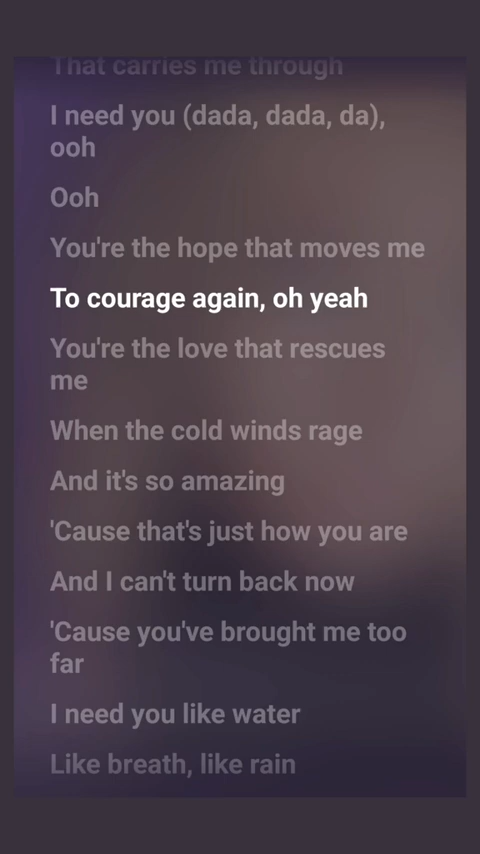 That carries me through
I need you (dada, dada, da),
ooh
Ooh
You're the hope that moves me
To courage again, oh yeah
You're the love that rescues
me
When the cold winds rage
And it's so amazing
'Cause that's just how you are
And I can't turn back now
'Cause you've brought me too
far
I need you like water
Like breath, like rain